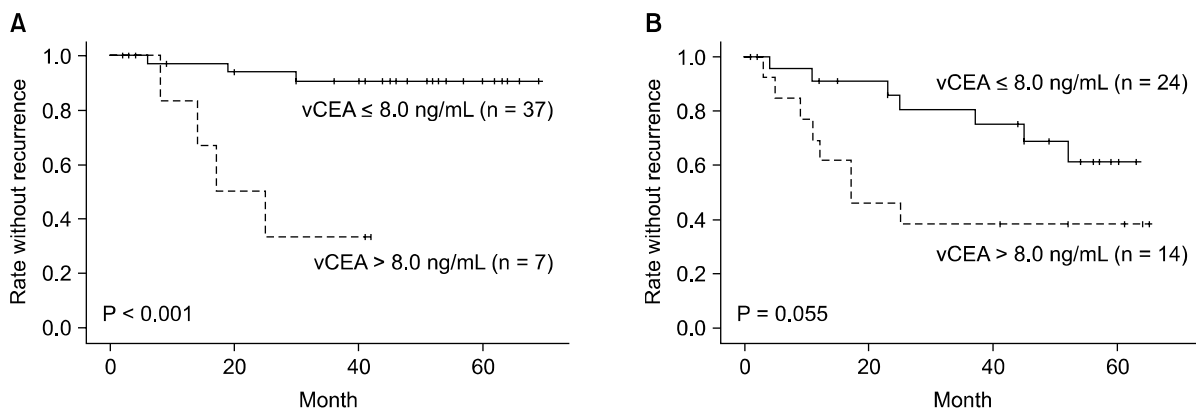 A
Rate without recurrence
1.0
0.8
0.6
0.4
0.2
0.0
vCEA ≤ 8.0 ng/mL (n = 37)
vCEA > 8.0 ng/mL (n = 7)
P < 0.001
0 20 40 60
Month
B
Rate without recurrence
1.0
0.8
0.6
0.4
0.2
0.0
vCEA ≤ 8.0 ng/mL (n = 24)
vCEA > 8.0 ng/mL (n = 14)
P = 0.055
0 20 40 60
Month